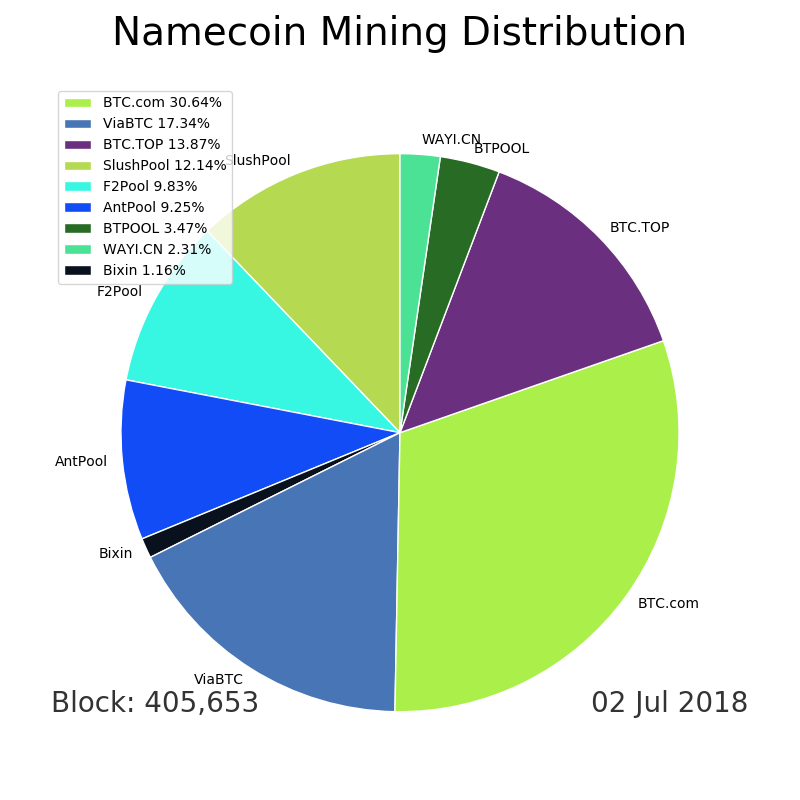 Namecoin Mining Distribution
BTC.com 30.64%
ViaBTC 17.34%
BTC.TOP 13.87%
SlushPool 12.14%
F2Pool 9.83%
AntPool 9.25%
BTPOOL 3.47%
WAYI.CN 2.31%
Bixin 1.16%
WAYI.CN
BTPOOL
SlushPool
BTC.TOP
F2Pool
AntPool
Bixin
BTC.com
ViaBTC
Block: 405,653
02 Jul 2018